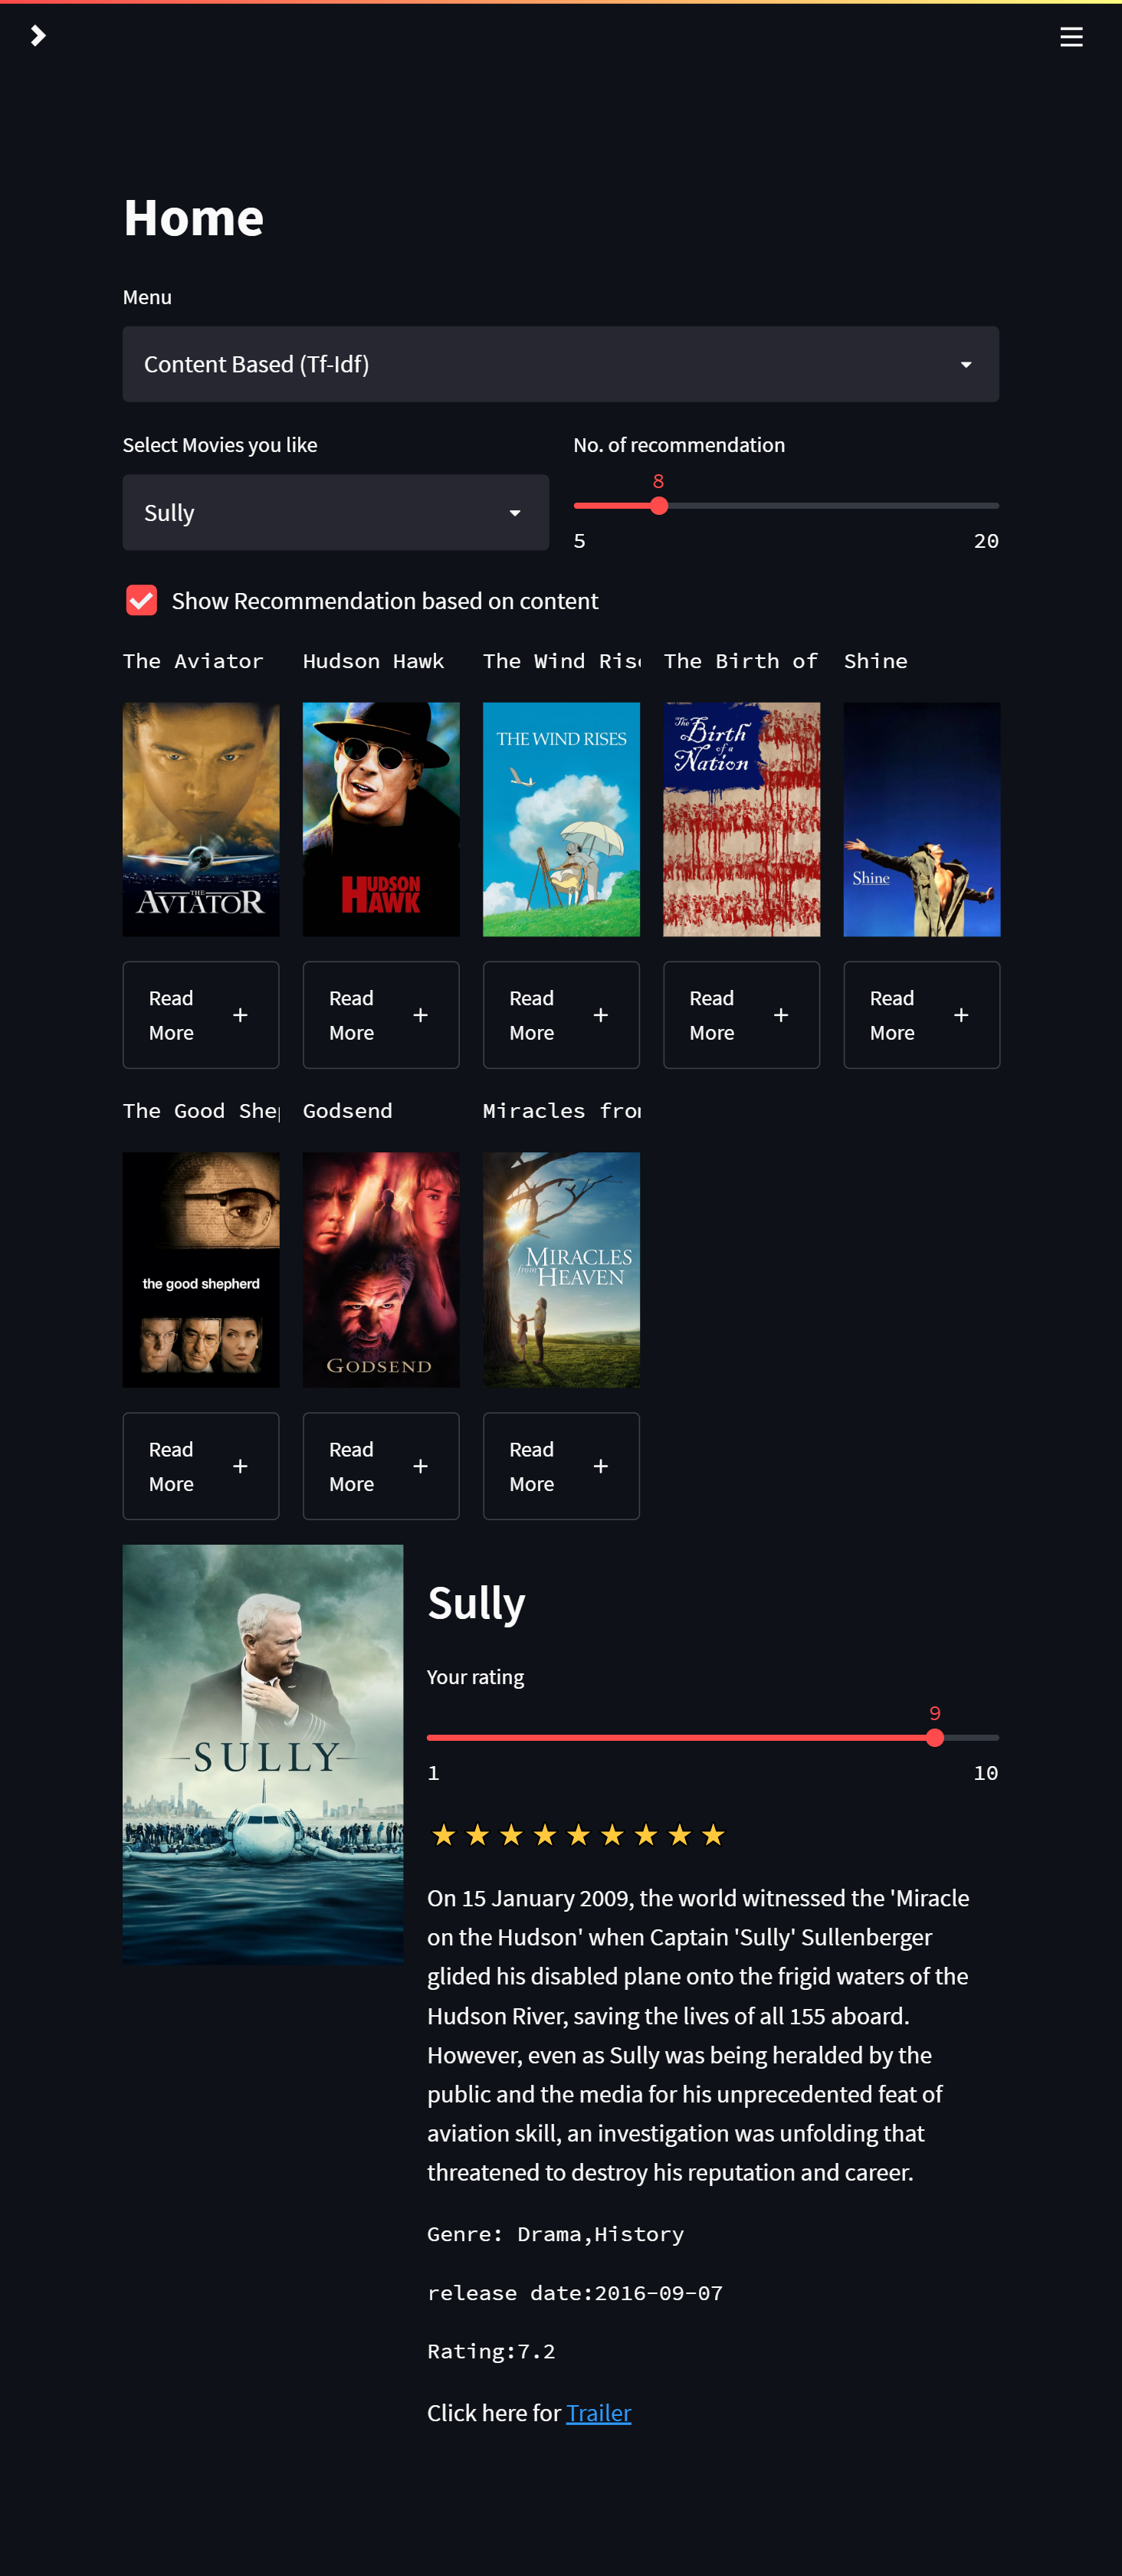 Home
Menu
Content Based (Tf-Idf)
Select Movies you like
No. of recommendation
8
Sully
5
20
Show Recommendation based on content
The Aviator
Hudson Hawk
The Wind Rise
The Birth of
Shine
THE
AVIATOR
HUDSON
HAWK
THE WIND RISES
The
Birth
of a
Nation
Shine
Read
More
Read
More
Read
More
Read
More
Read
More
The Good Shep
Godsend
Miracles from
the good shepherd
GODSEND
MIRACLES
from
HEAVEN
Read
More
Read
More
Read
More
SULLY
Sully
Your rating
9
1
10
On 15 January 2009, the world witnessed the 'Miracle
on the Hudson' when Captain 'Sully' Sullenberger
glided his disabled plane onto the frigid waters of the
Hudson River, saving the lives of all 155 aboard.
However, even as Sully was being heralded by the
public and the media for his unprecedented feat of
aviation skill, an investigation was unfolding that
threatened to destroy his reputation and career.
Genre: Drama,History
release date:2016-09-07
Rating:7.2
Click here for Trailer